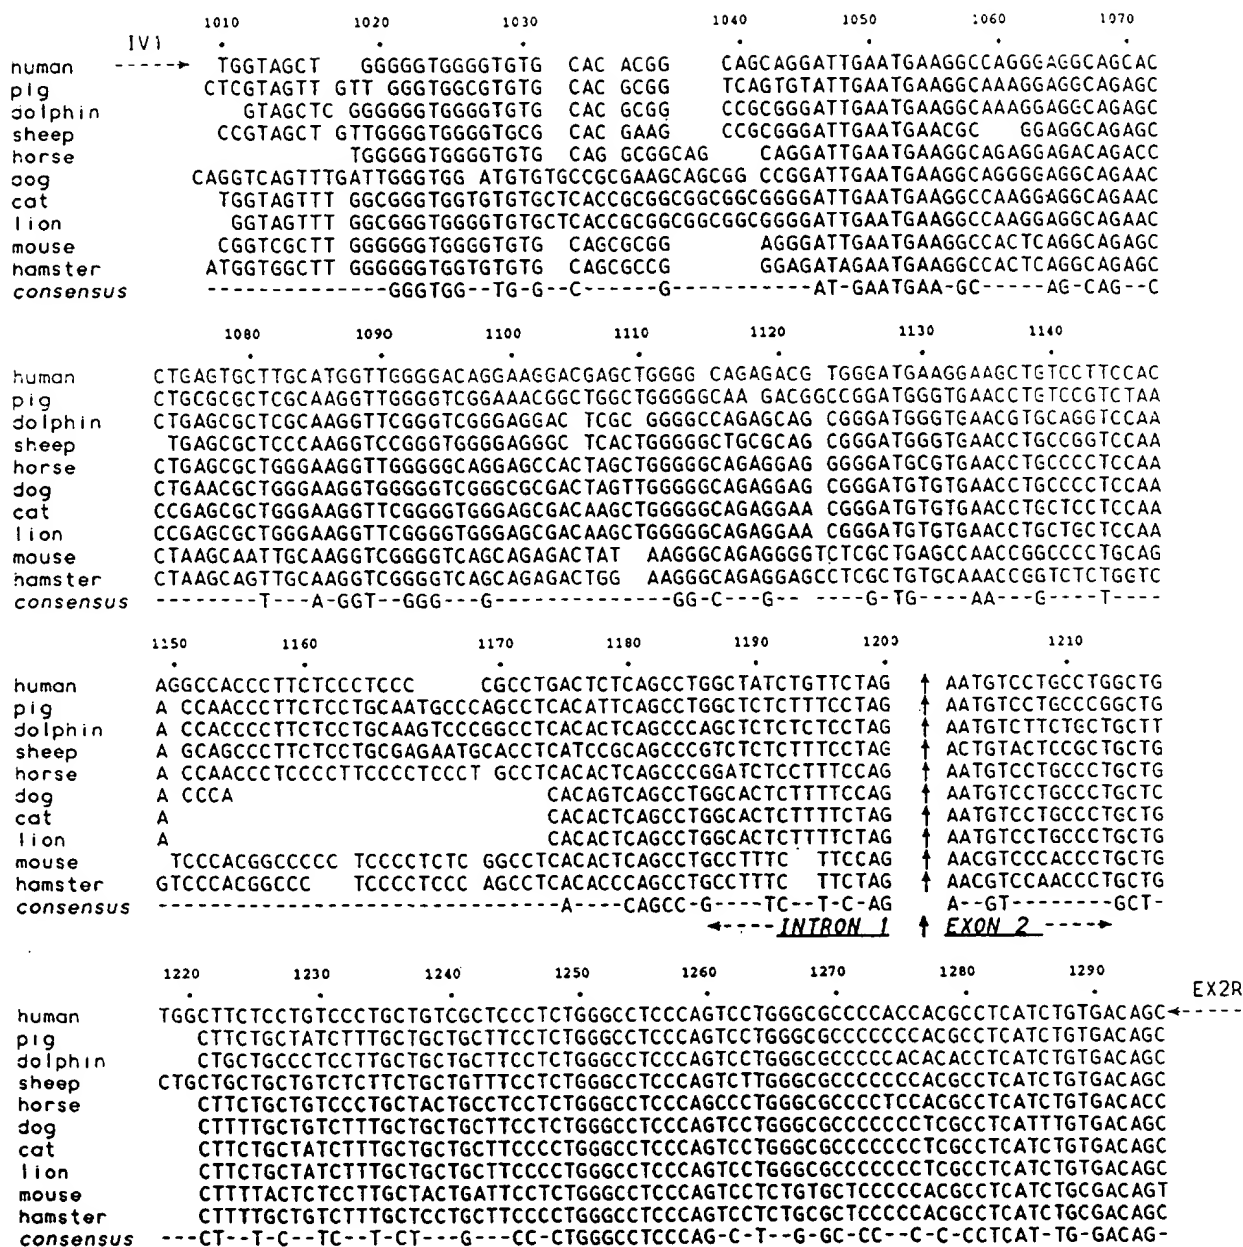 1010 1020 1030 1040 1050 1060 1070
IV1
human TGGTAGCT GGGGGTGGGGTGTG CAC ACGG CAGCAGGATTGAATGAAGGCCAGGGAGGCAGCAC
pig CTCGTAGTT GTT GGGTGGCGTGTG CAC GCGG TCAGTGTATTGAATGAAGGCAAAGGAGGCAGAGC
dolphin GTAGCTC GGGGGGTGGGGTGTG CAC GCGG CCGCGGGATTGAATGAAGGCAAAGGAGGCAGAGC
sheep CCGTAGCT GTTGGGGTGGGGTGCG CAC GAAG CCGCGGGATTGAATGAACGC GGAGGCAGAGC
horse TGGGGGTGGGGTGTG CAG GCGGCAG CAGGATTGAATGAAGGCAGAGGAGACAGACC
dog CAGGTCAGTTTGATTGGGTGG ATGTGTGCCGCGAAGCAGCGG CCGGATTGAATGAAGGCAGGGGAGGCAGAAC
cat TGGTAGTTT GGCGGGTGGTGTGTGCTCACCGCGGCGGCGGCGGGGATTGAATGAAGGCCAAGGAGGCAGAAC
lion GGTAGTTT GGCGGGTGGGGTGTGCTCACCGCGGCGGCGGCGGGGATTGAATGAAGGCCAAGGAGGCAGAAC
mouse CGGTCGCTT GGGGGGTGGGGTGTG CAGCGCGG AGGGATTGAATGAAGGCCACTCAGGCAGAGC
hamster ATGGTGGCTT GGGGGGTGGTGTGTG CAGCGCCG GGAGATAGAATGAAGGCCACTCAGGCAGAGC
consensus --------------GGGTGG--TG-G--C------G-----------AT-GAATGAA-GC-----AG-CAG--C
1080 1090 1100 1110 1120 1130 1140
human CTGAGTGCTTGCATGGTTGGGGACAGGAAGGACGAGCTGGGG CAGAGACG TGGGATGAAGGAAGCTGTCCTTCCAC
pig CTGCGCGCTCGCAAGGTTGGGGTCGGAAACGGCTGGCTGGGGGCAA GACGGCCGGATGGGTGAACCTGTCCGTCTAA
dolphin CTGAGCGCTCGCAAGGTTCGGGTCGGGAGGAC TCGC GGGGCCAGAGCAG CGGGATGGGTGAACGTGCAGGTCCAA
sheep TGAGCGCTCCCAAGGTCCGGGTGGGGAGGGC TCACTGGGGGCTGCGCAG CGGGATGGGTGAACCTGCCGGTCCAA
horse CTGAGCGCTGGGAAGGTTGGGGGCAGGAGCCACTAGCTGGGGGCAGAGGAG GGGGATGCGTGAACCTGCCCCTCCAA
dog CTGAACGCTGGGAAGGTGGGGGTCGGGCGCGACTAGTTGGGGGCAGAGGAG CGGGATGTGTGAACCTGCCCCTCCAA
cat CCGAGCGCTGGGAAGGTTCGGGGTGGGAGCGACAAGCTGGGGGCAGAGGAA CGGGATGTGTGAACCTGCTCCTCCAA
lion CCGAGCGCTGGGAAGGTTCGGGGTGGGAGCGACAAGCTGGGGGCAGAGGAA CGGGATGTGTGAACCTGCTGCTCCAA
mouse CTAAGCAATTGCAAGGTCGGGGTCAGCAGAGACTAT AAGGGCAGAGGGGTCTCGCTGAGCCAACCGGCCCCTGCAG
hamster CTAAGCAGTTGCAAGGTCGGGGTCAGCAGAGACTGG AAGGGCAGAGGAGCCTCGCTGTGCAAACCGGTCTCTGGTC
consensus --------T---A-GGT--GGG---G------------GG-C---G-- ----G-TG----AA---G----T----
1150 1160 1170 1180 1190 1200 1210
human AGGCCACCCTTCTCCCTCCC CGCCTGACTCTCAGCCTGGCTATCTGTTCTAG ↑ AATGTCCTGCCTGGCTG
pig A CCAACCCTTCTCCTGCAATGCCCAGCCTCACATTCAGCCTGGCTCTCTTTCCTAG ↑ AATGTCCTGCCCGGCTG
dolphin A CCACCCCTTCTCCTGCAAGTCCCGGCCTCACACTCAGCCCAGCTCTCTCTCCTAG ↑ AATGTCTTCTGCTGCTT
sheep A GCAGCCCTTCTCCTGCGAGAATGCACCTCATCCGCAGCCCGTCTCTCTTTCCTAG ↑ ACTGTACTCCGCTGCTG
horse A CCAACCCTCCCCTTCCCCTCCCT GCCTCACACTCAGCCCGGATCTCCTTTCCAG ↑ AATGTCCTGCCCTGCTG
dog A CCCA CACAGTCAGCCTGGCACTCTTTTCCAG ↑ AATGTCCTGCCCTGCTC
cat A CACACTCAGCCTGGCACTCTTTTCTAG ↑ AATGTCCTGCCCTGCTG
lion A CACACTCAGCCTGGCACTCTTTTCTAG ↑ AATGTCCTGCCCTGCTG
mouse TCCCACGGCCCCC TCCCCTCTC GGCCTCACACTCAGCCTGCCTTTC TTCCAG ↑ AACGTCCCACCCTGCTG
hamster GTCCCACGGCCC TCCCCTCCC AGCCTCACACCCAGCCTGCCTTTC TTCTAG ↑ AACGTCCAACCCTGCTG
consensus -------------------------------A----CAGCC-G----TC--T-C-AG A--GT--------GCT-
◄----INTRON 1 ↑ EXON 2-----►
1220 1230 1240 1250 1260 1270 1280 1290
EX2R
human TGGCTTCTCCTGTCCCTGCTGTCGCTCCCTCTGGGCCTCCCAGTCCTGGGCGCCCCACCACGCCTCATCTGTGACAGC
pig CTTCTGCTATCTTTGCTGCTGCTTCCTCTGGGCCTCCCAGTCCTGGGCGCCCCCCCACGCCTCATCTGTGACAGC
dolphin CTGCTGCCCTCCTTGCTGCTGCTTCCTCTGGGCCTCCCAGTCCTGGGCGCCCCCACACACCTCATCTGTGACAGC
sheep CTGCTGCTGCTGTCTCTTCTGCTGTTTCCTCTGGGCCTCCCAGTCTTGGGCGCCCCCCCACGCCTCATCTGTGACAGC
horse CTTCTGCTGTCCCTGCTACTGCCTCCTCTGGGCCTCCCAGCCCTGGGCGCCCCCTCCACGCCTCATCTGTGACACC
dog CTTTTGCTGTCTTTGCTGCTGCTTCCTCTGGGCCTCCCAGTCCTGGGCGCCCCCCCTCGCCTCATTTGTGACAGC
cat CTTCTGCTATCTTTGCTGCTGCTTCCCCTGGGCCTCCCAGTCCTGGGCGCCCCCCCTCGCCTCATCTGTGACAGC
lion CTTCTGCTATCTTTGCTGCTGCTTCCCCTGGGCCTCCCAGTCCTGGGCGCCCCCCCTCGCCTCATCTGTGACAGC
mouse CTTTTACTCTCCTTGCTACTGATTCCTCTGGGCCTCCCAGTCCTCTGTGCTCCCCCACGCCTCATCTGCGACAGT
hamster CTTTTGCTGTCTTTGCTCCTGCTTCCCCTGGGCCTCCCAGTCCTCTGCGCTCCCCCACGCCTCATCTGCGACAGC
consensus ---CT--T-C--TC--T-CT---G---CC-CTGGGCCTCCCAG-C-T--G-GC-CC--C-C-CCTCAT-TG-GACAG-